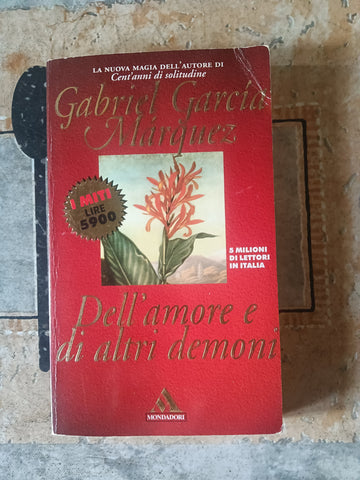 LA NUOVA MAGIA DELL'AUTORE DI
Cent'anni di solitudine
Gabriel García
Márquez
I MITI
LIRE
5900
5 MILIONI
DI LETTORI
IN ITALIA
Dell'amore e
di altri demoni
MONDADORI